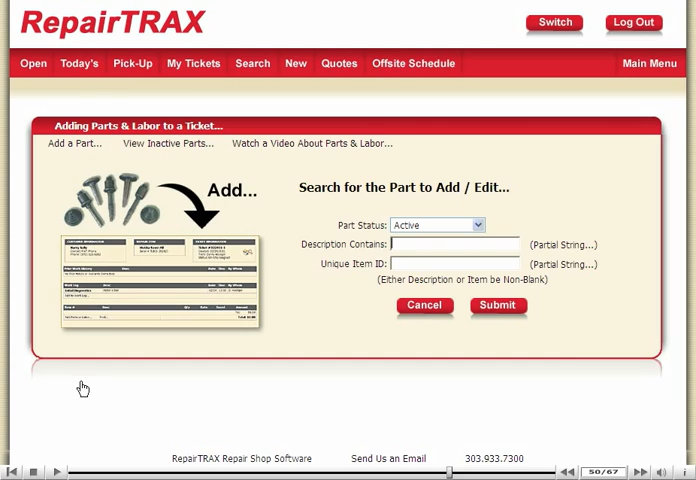 RepairTRAX
Switch
Log Out
Open Today's Pick-Up My Tickets Search New Quotes Offsite Schedule Main Menu
Adding Parts & Labor to a Ticket...
Add a Part... View Inactive Parts... Watch a Video About Parts & Labor...
Add...
Search for the Part to Add / Edit...
Part Status: Active
Description Contains: (Partial String...)
Unique Item ID: (Partial String...)
(Either Description or Item be Non-Blank)
Cancel Submit
RepairTRAX Repair Shop Software Send Us an Email 303.933.7300
50/67